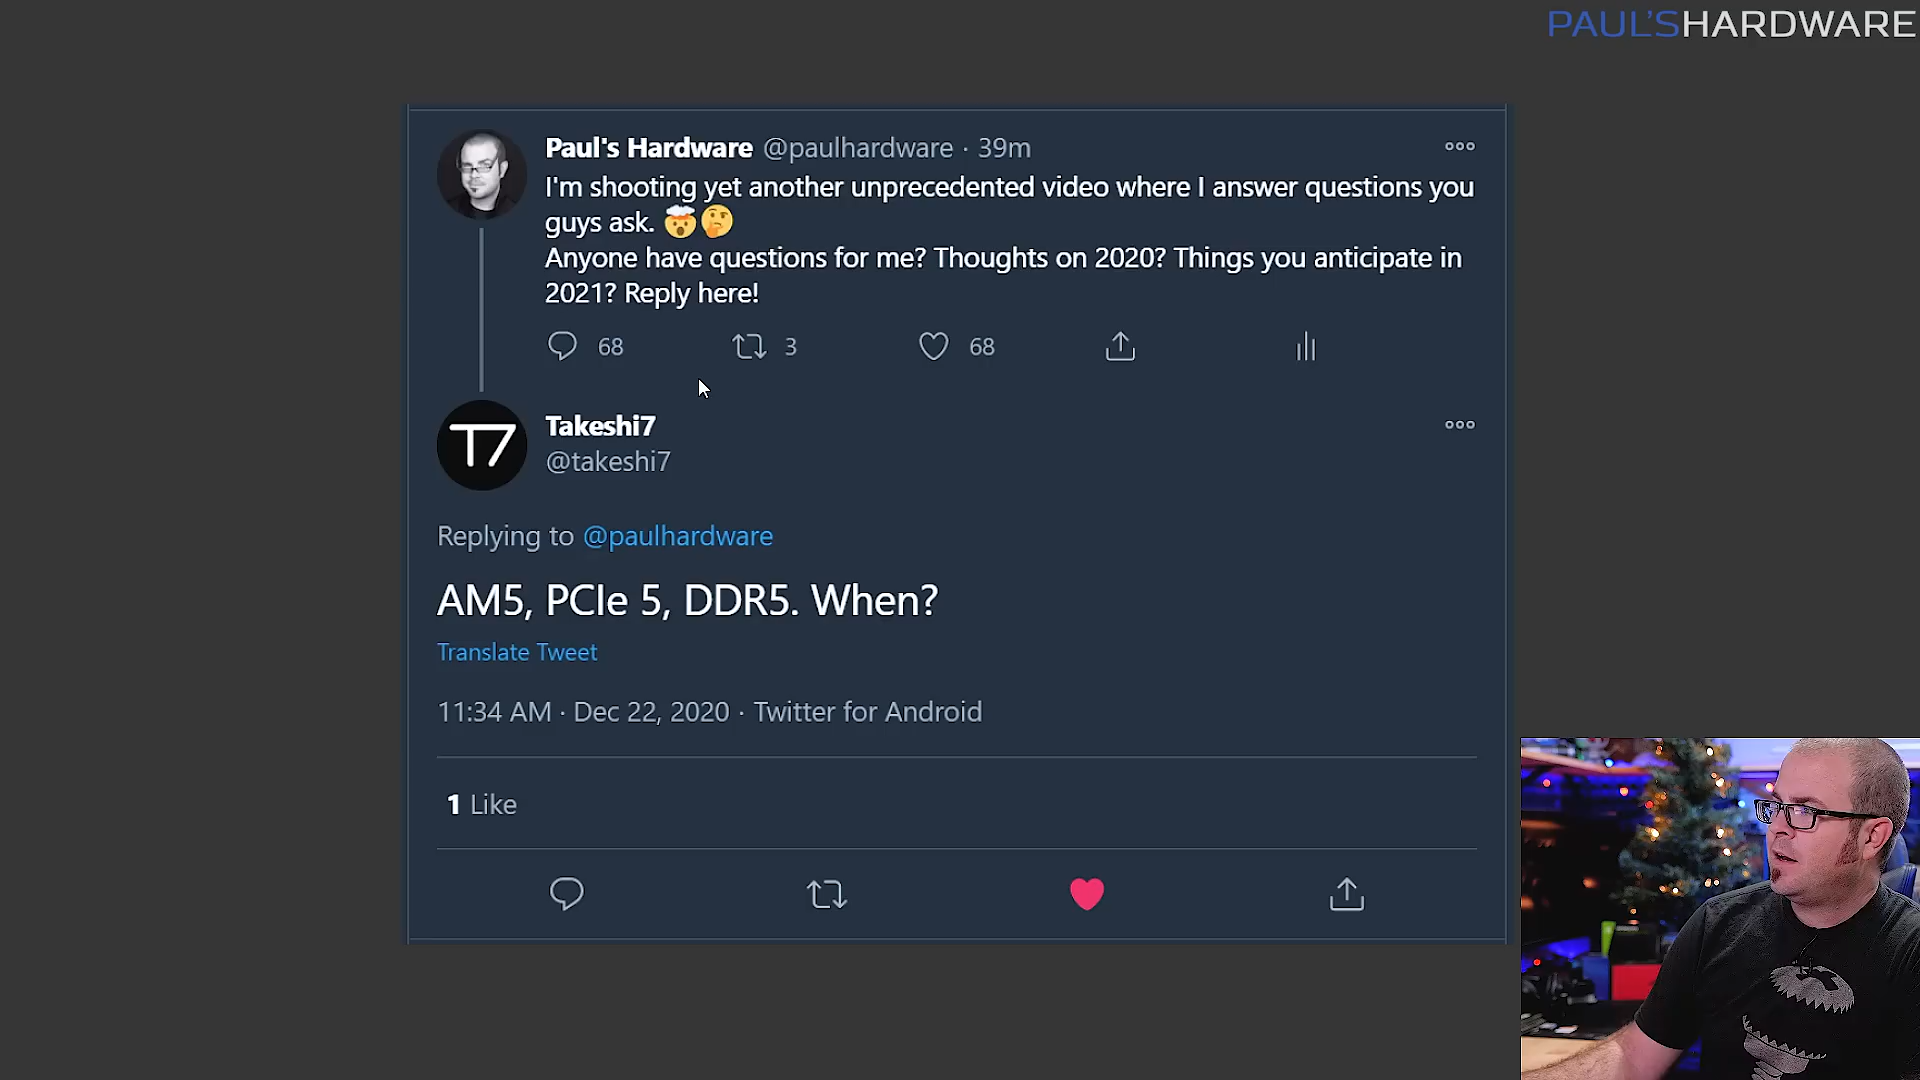 PAUL'SHARDWARE
Paul's Hardware @paulhardware · 39m
I'm shooting yet another unprecedented video where I answer questions you
guys ask. 🤯🤔
Anyone have questions for me? Thoughts on 2020? Things you anticipate in
2021? Reply here!
68 3 68
T7
Takeshi7
@takeshi7
Replying to @paulhardware
AM5, PCIe 5, DDR5. When?
Translate Tweet
11:34 AM · Dec 22, 2020 · Twitter for Android
1 Like